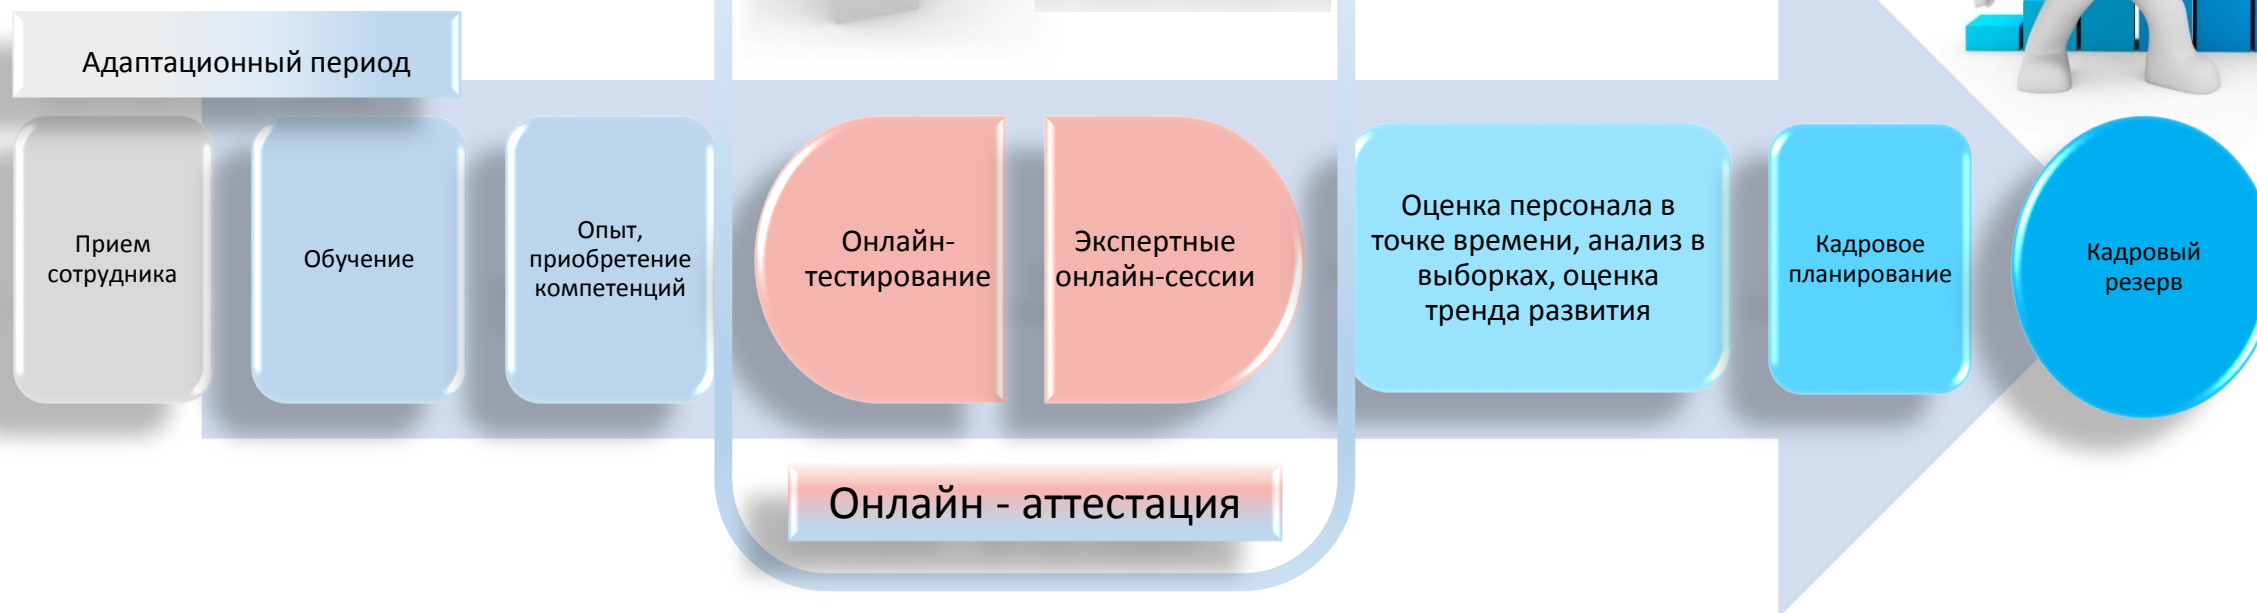 Адаптационный период
Прием
сотрудника
Обучение
Опыт,
приобретение
компетенций
Онлайн-
тестирование
Экспертные
онлайн-сессии
Оценка персонала в
точке времени, анализ в
выборках, оценка
тренда развития
Кадровое
планирование
Кадровый
резерв
Онлайн - аттестация